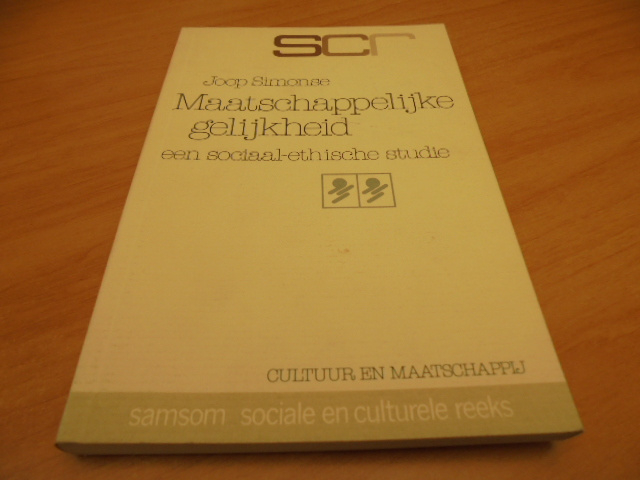 scr
Joop Simonse
Maatschappelijke
gelijkheid
een sociaal-ethische studie
CULTUUR EN MAATSCHAPPIJ
samsom sociale en culturele reeks